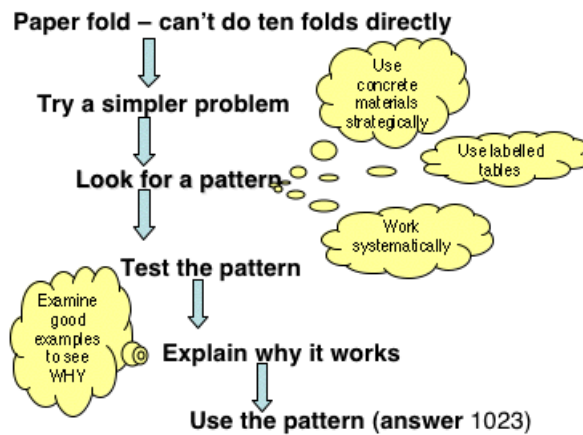 Paper fold – can't do ten folds directly
Use
concrete
materials
strategically
Try a simpler problem
Use labelled
tables
Look for a pattern
Work
systematically
Test the pattern
Examine
good
examples
to see
WHY
Explain why it works
Use the pattern (answer 1023)